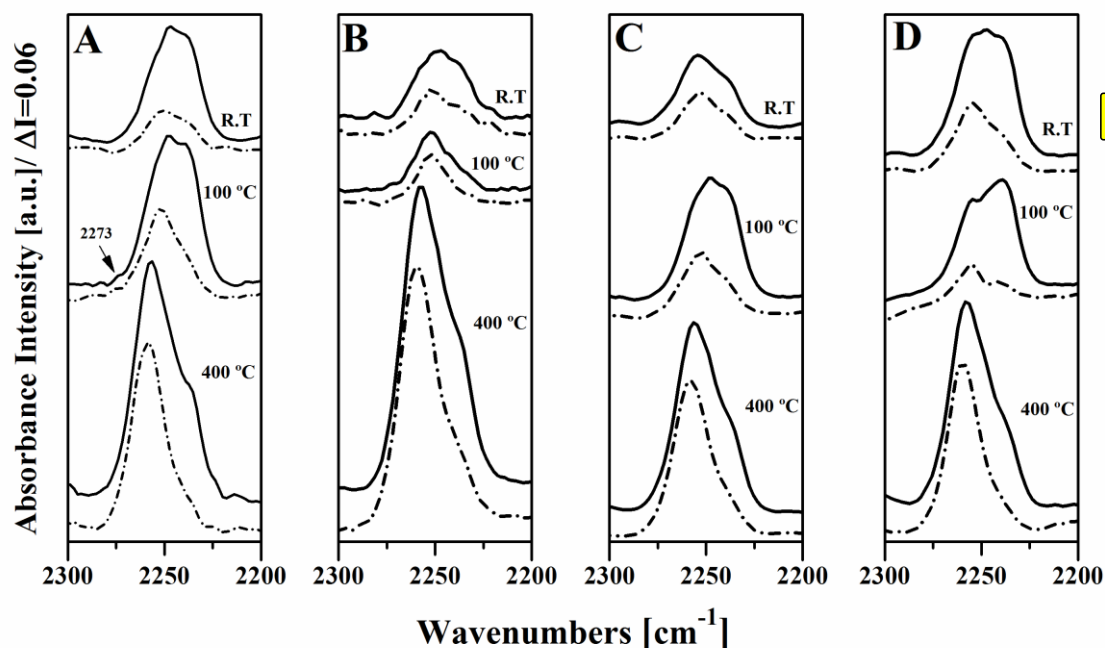 Absorbance Intensity [a.u.]/ ΔI=0.06
A
R.T
100 ºC
2273
400 ºC
2300 2250 2200
B
R.T
100 ºC
400 ºC
2300 2250 2200
C
R.T
100 ºC
400 ºC
2300 2250 2200
D
R.T
100 ºC
400 ºC
2300 2250 2200
Wavenumbers [cm⁻¹]